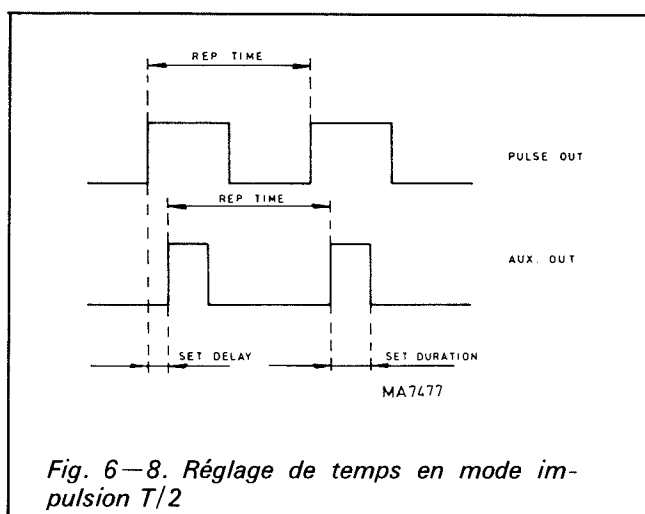 REP TIME
PULSE OUT
REP TIME
AUX. OUT
SET DELAY
SET DURATION
MA7477
Fig. 6—8. Réglage de temps en mode im-
pulsion T/2